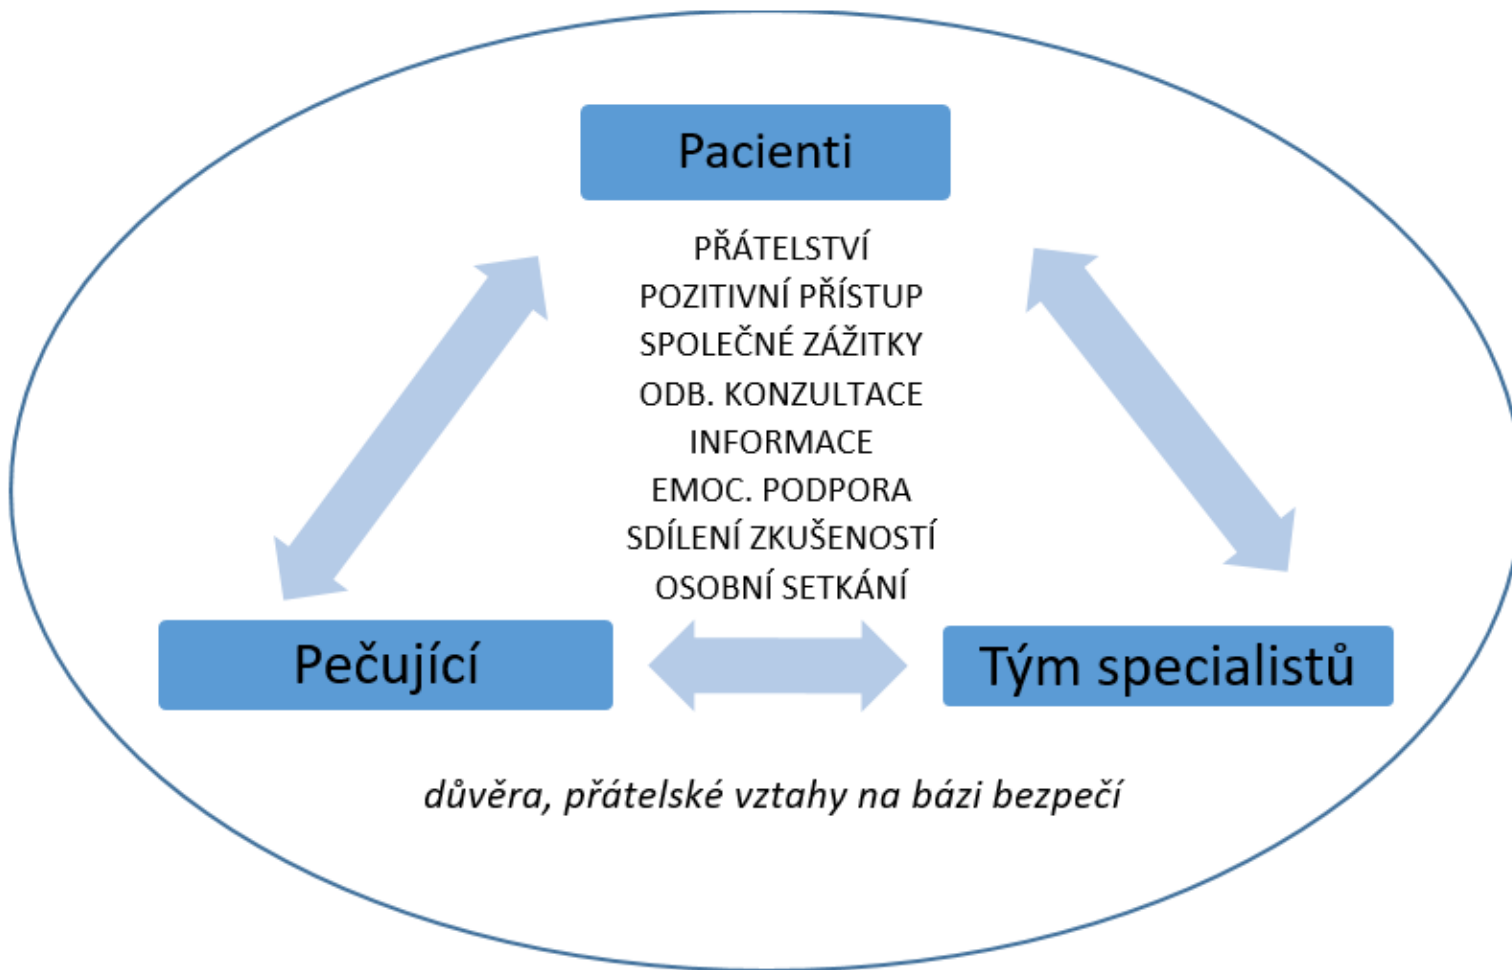 Pacienti
PŘÁTELSTVÍ
POZITIVNÍ PŘÍSTUP
SPOLEČNÉ ZÁŽITKY
ODB. KONZULTACE
INFORMACE
EMOC. PODPORA
SDÍLENÍ ZKUŠENOSTÍ
OSOBNÍ SETKÁNÍ
Pečující
Tým specialistů
důvěra, přátelské vztahy na bázi bezpečí